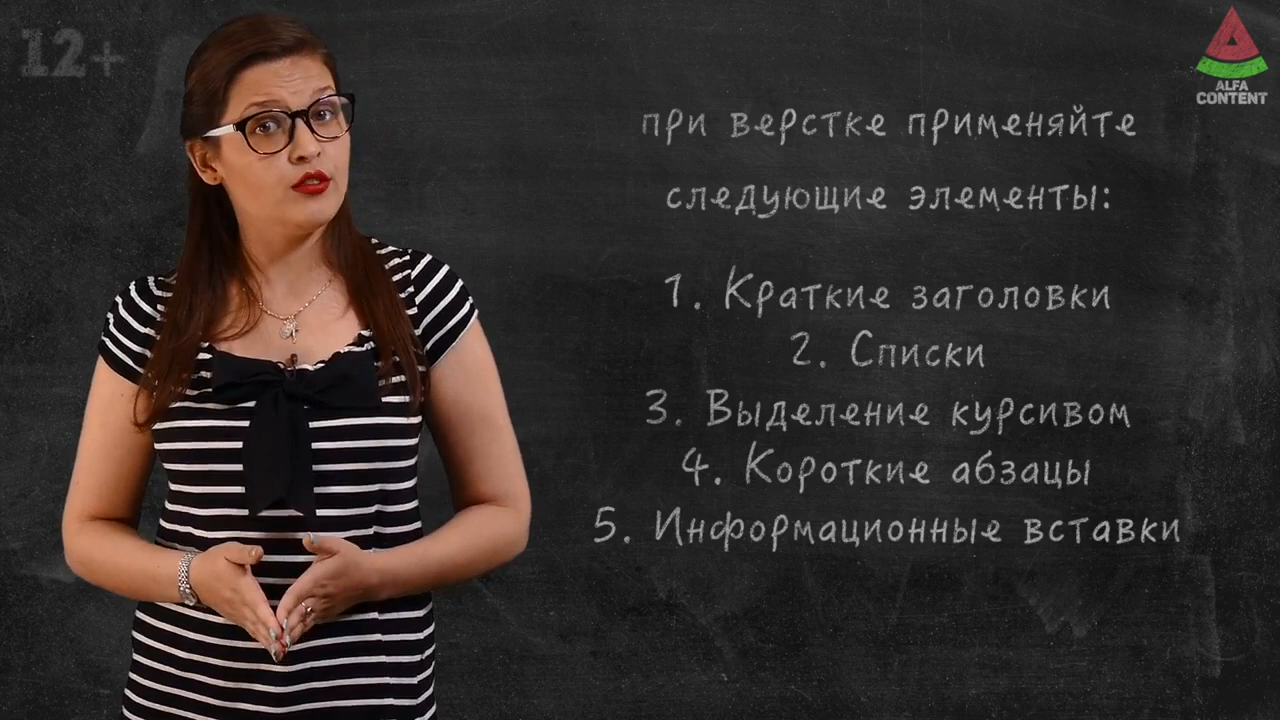 12+
ALFA
CONTENT
при верстке применяйте
следующие элементы:
1. Краткие заголовки
2. Списки
3. Выделение курсивом
4. Короткие абзацы
5. Информационные вставки